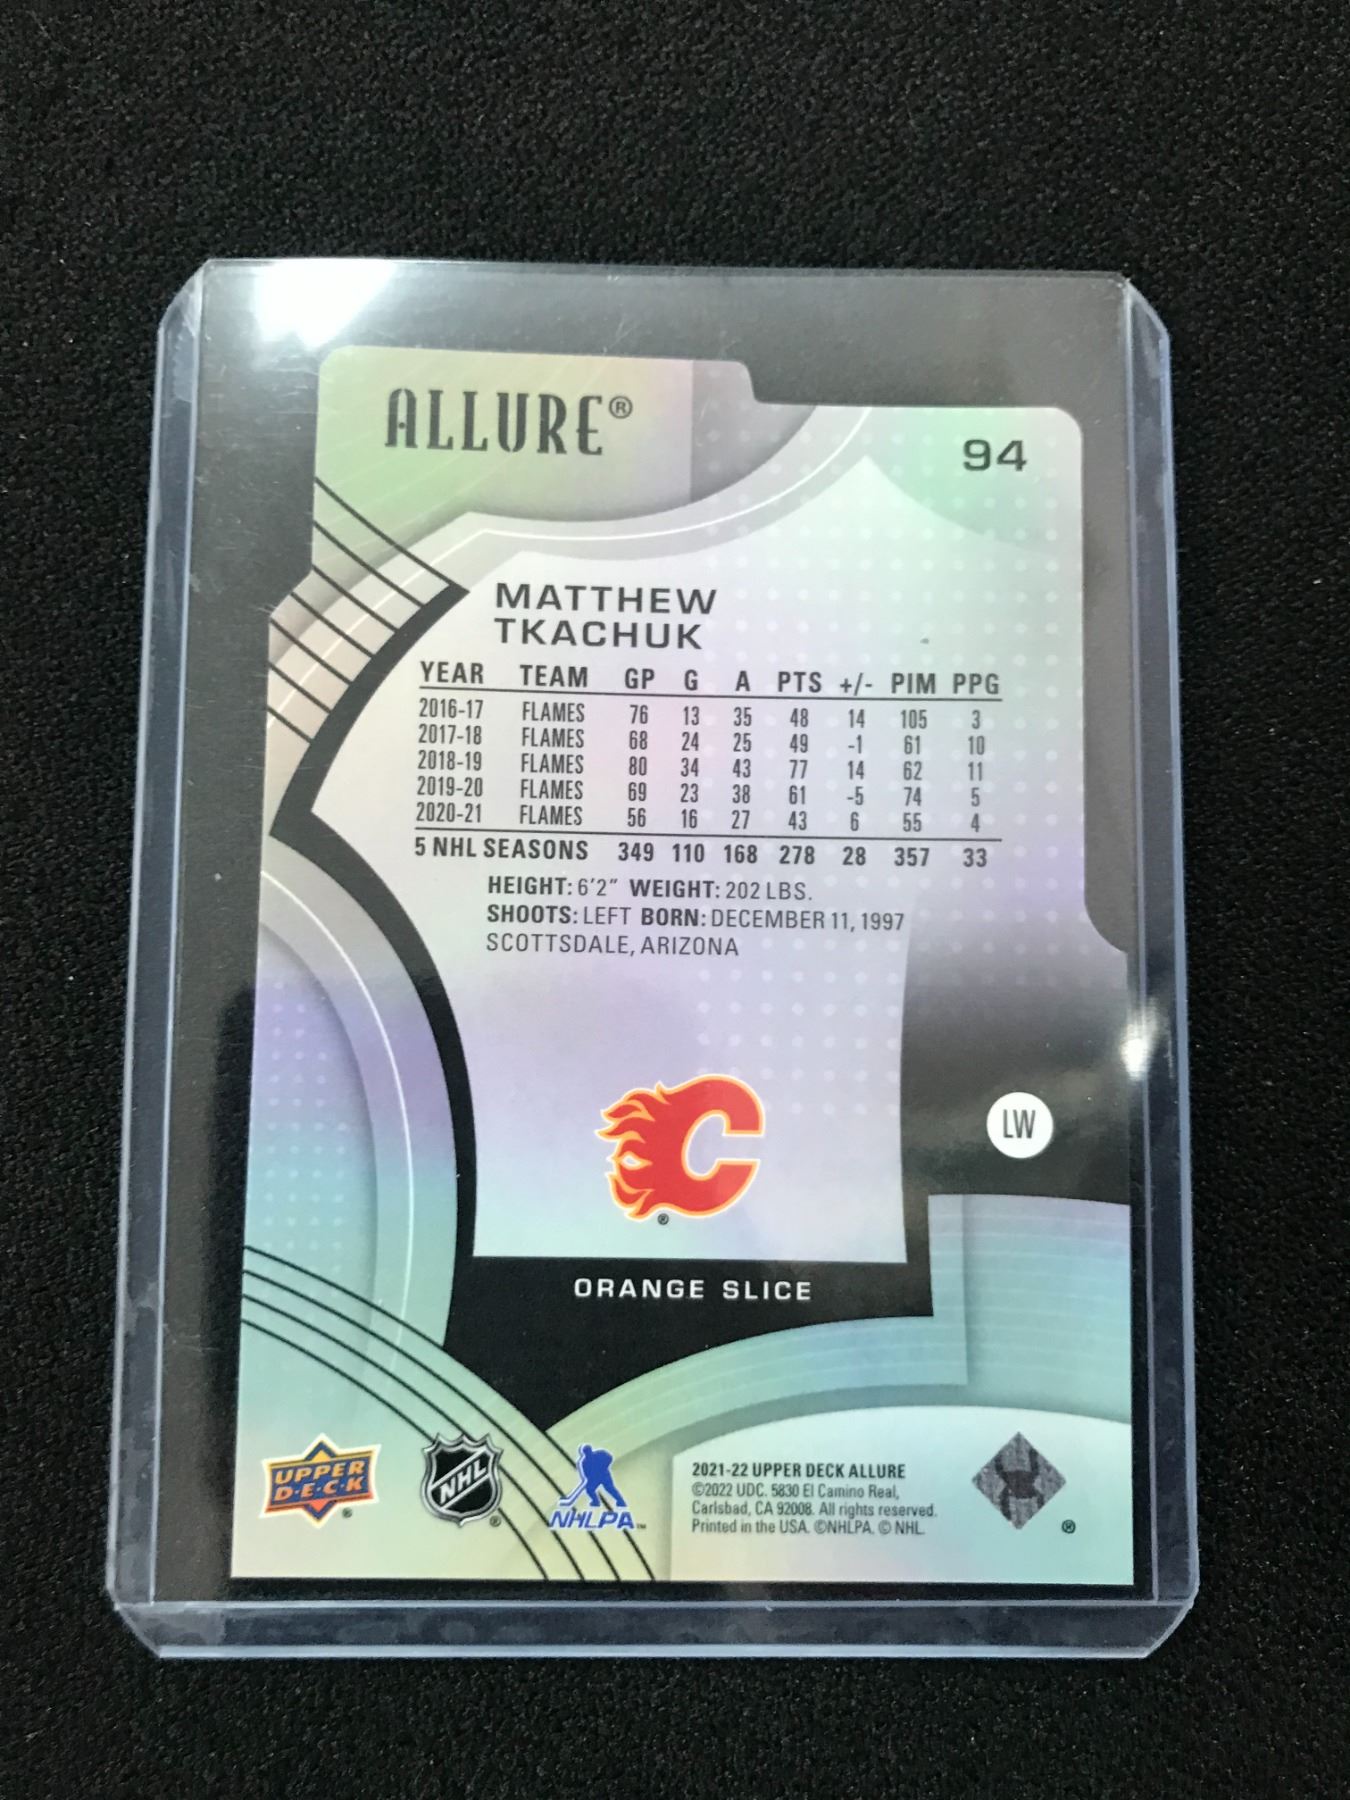 ALLURE®
94
MATTHEW
TKACHUK
YEAR TEAM GP G A PTS +/- PIM PPG
2016-17 FLAMES 76 13 35 48 14 105 3
2017-18 FLAMES 68 24 25 49 -1 61 10
2018-19 FLAMES 80 34 43 77 14 62 11
2019-20 FLAMES 69 23 38 61 -5 74 5
2020-21 FLAMES 56 16 27 43 6 55 4
5 NHL SEASONS 349 110 168 278 28 357 33
HEIGHT: 6'2" WEIGHT: 202 LBS.
SHOOTS: LEFT BORN: DECEMBER 11, 1997
SCOTTSDALE, ARIZONA
C
®
LW
ORANGE SLICE
UPPER
D·E·C·K
®
NHL
®
NHLPA™
2021-22 UPPER DECK ALLURE
©2022 UDC. 5830 El Camino Real,
Carlsbad, CA 92008. All rights reserved.
Printed in the USA. ©NHLPA. © NHL.
®